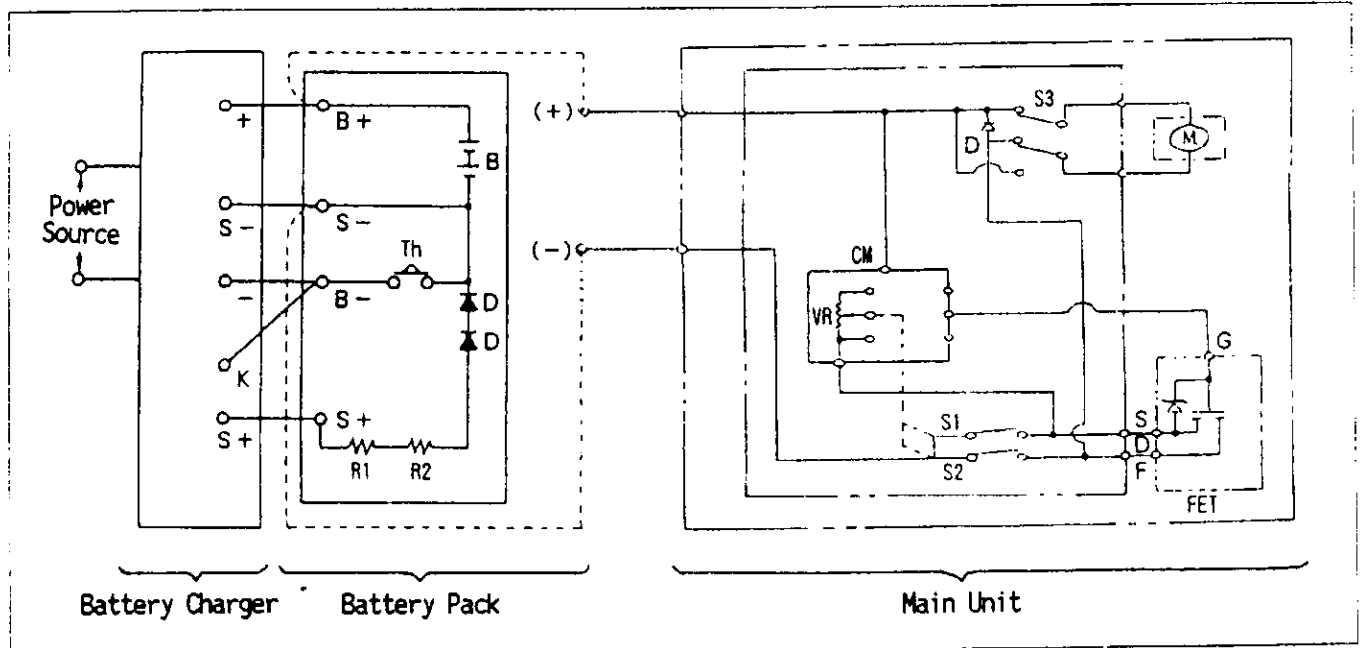 Power
Source
+
S -
-
K
S +
B +
S -
B -
S +
Th
B
D
D
R1
R2
(+)
(-)
S3
D
M
CM
VR
G
S1
S
D
S2
F
FET
Battery Charger
Battery Pack
Main Unit